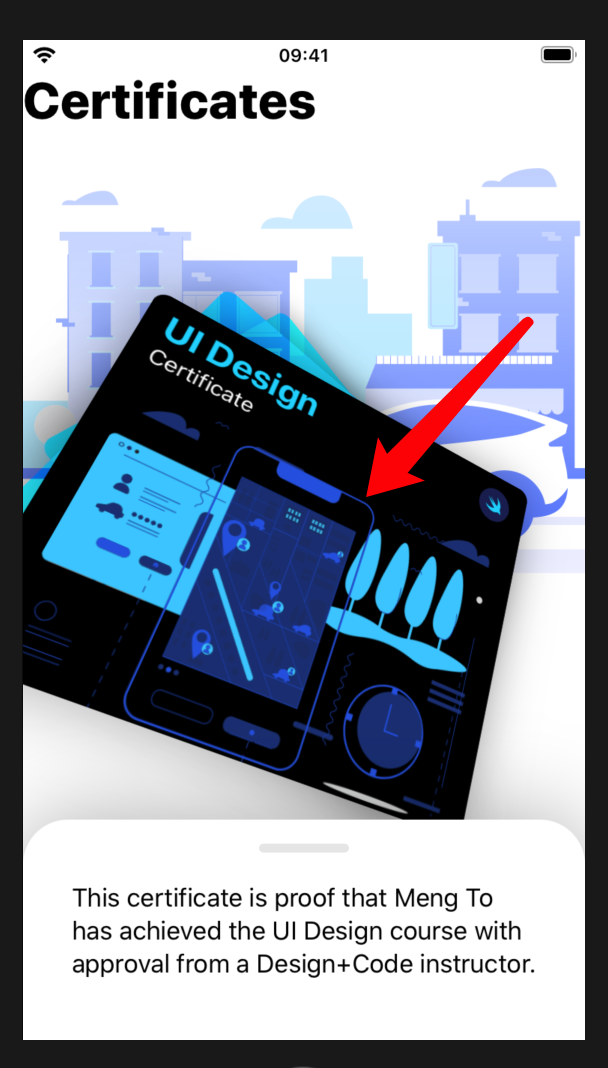 09:41
Certificates
UI Design
Certificate
This certificate is proof that Meng To
has achieved the UI Design course with
approval from a Design+Code instructor.